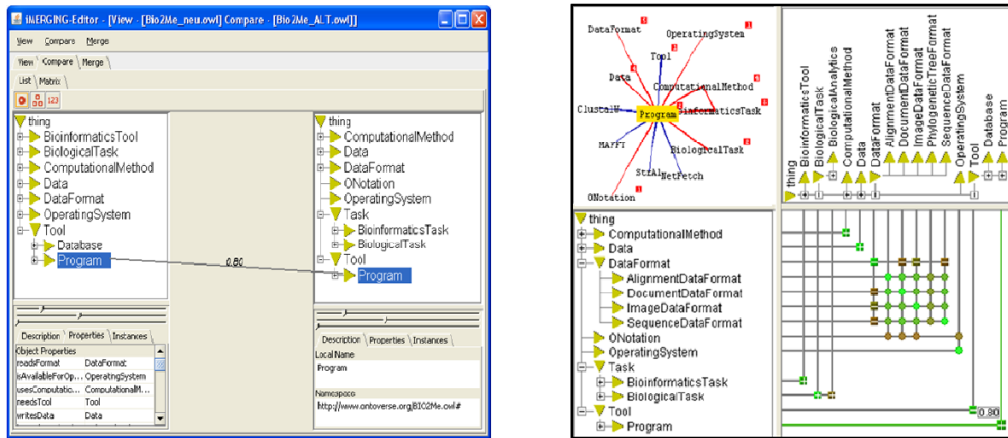 iMERGING-Editor - [View - [Bio2Me_neu.owl] Compare - [Bio2Me_ALT.owl]]
View Compare Merge
View Compare Merge
List Matrix
123
thing
BioinformaticsTool
BiologicalTask
ComputationalMethod
Data
DataFormat
OperatingSystem
Tool
Database
Program
0.80
thing
ComputationalMethod
Data
DataFormat
ONotation
OperatingSystem
Task
BioinformaticsTask
BiologicalTask
Tool
Program
Description Properties Instances
Object Properties
readsFormat DataFormat
isAvailableForOp... OperatingSystem
usesComputatio... ComputationalM...
needsTool Tool
writesData Data
Description Properties Instances
Local Name
Program
Namespace
http://www.ontoverse.org/BIO2Me.owl#
DataFormat
OperatingSystem
Tool
Data
ComputationalMethod
ClustalW
Program
BioinformaticsTask
MAFFT
BiologicalTask
StrAl
NetFetch
ONotation
thing
BioinformaticsTool
BiologicalTask
BiologicalAnalytics
ComputationalMethod
Data
DataFormat
AlignmentDataFormat
DocumentDataFormat
ImageDataFormat
PhylogeneticTreeFormat
SequenceDataFormat
OperatingSystem
Tool
Database
Program
thing
ComputationalMethod
Data
DataFormat
AlignmentDataFormat
DocumentDataFormat
ImageDataFormat
SequenceDataFormat
ONotation
OperatingSystem
Task
BioinformaticsTask
BiologicalTask
Tool
Program
0.80